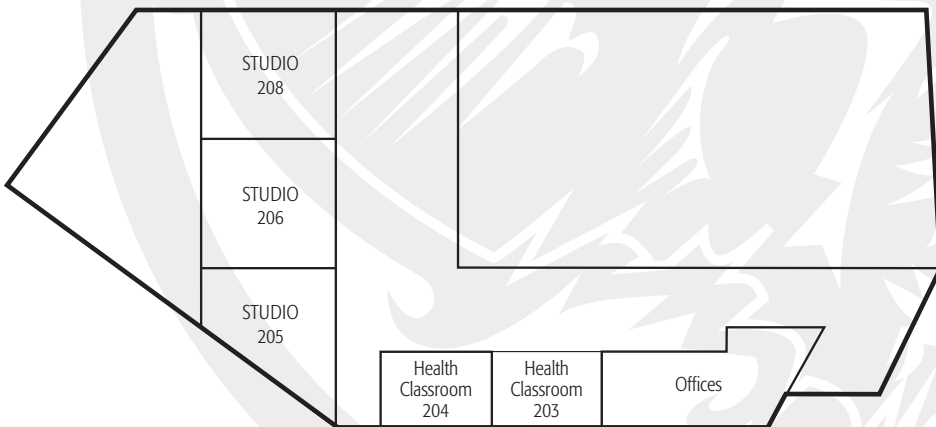 STUDIO
208
STUDIO
206
STUDIO
205
Health
Classroom
204
Health
Classroom
203
Offices